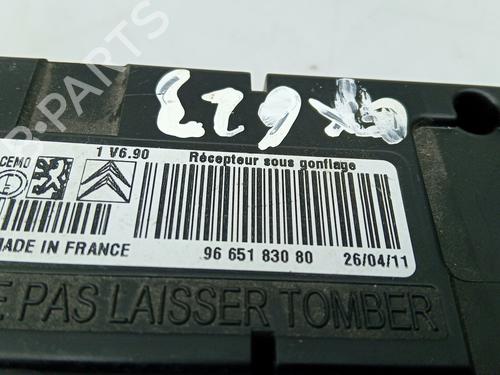 1 V6.90 Récepteur sous gonflage
CEM0
MADE IN FRANCE 96 651 830 80 26/04/11
E PAS LAISSER TOMBER
B-PARTS